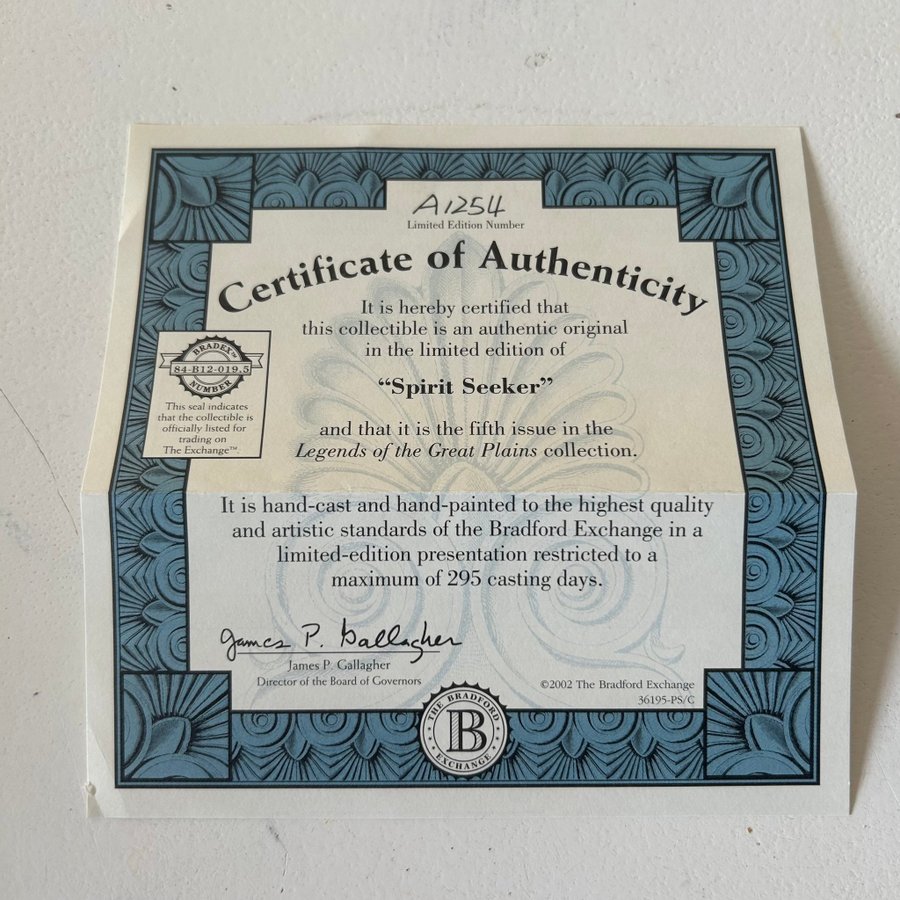 A1254
Limited Edition Number
Certificate of Authenticity
It is hereby certified that
this collectible is an authentic original
in the limited edition of
“Spirit Seeker”
and that it is the fifth issue in the
Legends of the Great Plains collection.
BRADEX™
84-B12-019.5
NUMBER
This seal indicates
that the collectible is
officially listed for
trading on
The Exchange™.
It is hand-cast and hand-painted to the highest quality
and artistic standards of the Bradford Exchange in a
limited-edition presentation restricted to a
maximum of 295 casting days.
James P. Gallagher
James P. Gallagher
Director of the Board of Governors
©2002 The Bradford Exchange
36195-PS/C
THE BRADFORD
B
EXCHANGE